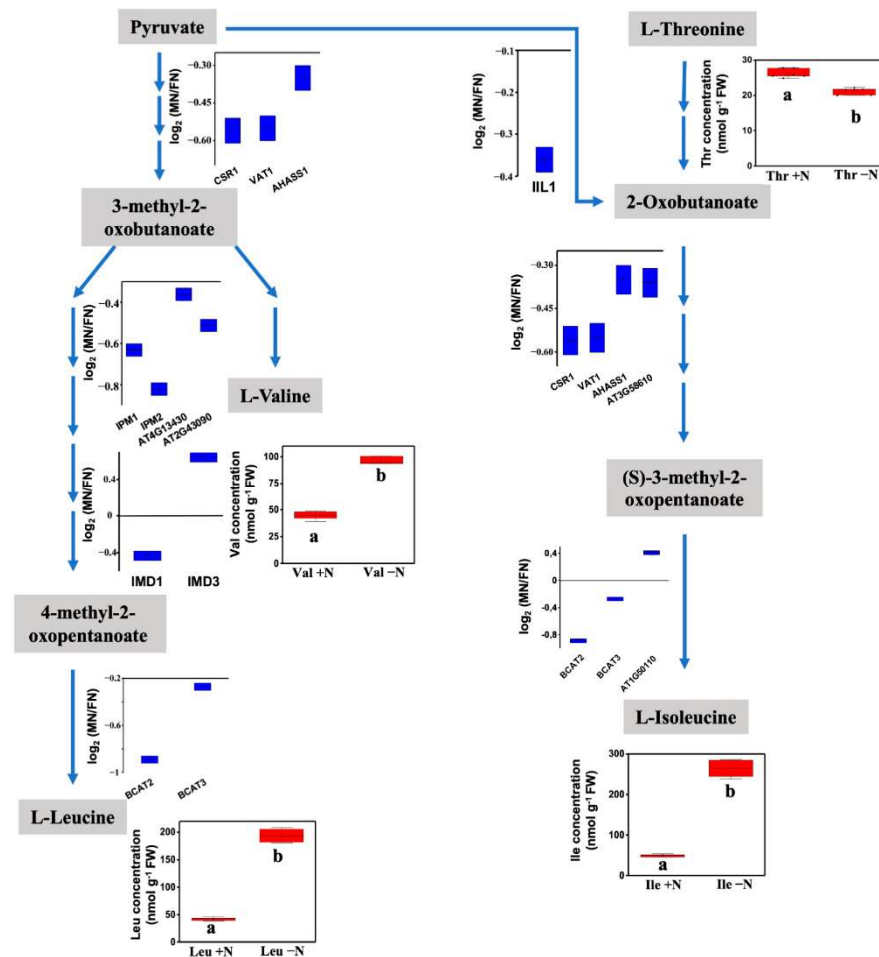 Pyruvate
L-Threonine
log₂ (MN/FN)
−0.30
−0.45
−0.60
CSR1
VAT1
AHASS1
log₂ (MN/FN)
−0.1
−0.2
−0.3
−0.4
IIL1
Thr concentration
(nmol g⁻¹ FW)
30
20
10
0
a
b
Thr +N
Thr −N
3-methyl-2-
oxobutanoate
2-Oxobutanoate
log₂ (MN/FN)
−0.4
−0.6
−0.8
IPM1
IPM2
AT4G13430
AT2G43090
log₂ (MN/FN)
−0.30
−0.45
−0.60
CSR1
VAT1
AHASS1
AT3G58610
L-Valine
log₂ (MN/FN)
0.4
0
−0.4
IMD1
IMD3
Val concentration
(nmol g⁻¹ FW)
100
75
50
25
0
a
b
Val +N
Val −N
(S)-3-methyl-2-
oxopentanoate
4-methyl-2-
oxopentanoate
log₂ (MN/FN)
0,4
0
-0,4
-0,8
BCAT2
BCAT3
AT1G50110
log₂ (MN/FN)
−0.2
−0.6
−1
BCAT2
BCAT3
L-Isoleucine
L-Leucine
Ile concentration
(nmol g⁻¹ FW)
300
200
100
0
a
b
Ile +N
Ile −N
Leu concentration
(nmol g⁻¹ FW)
200
150
100
50
0
a
b
Leu +N
Leu −N